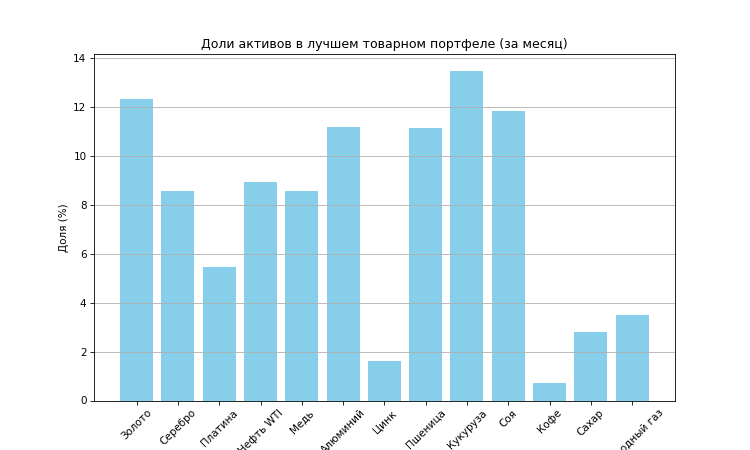 Доли активов в лучшем товарном портфеле (за месяц)
Доля (%)
14
12
10
8
6
4
2
0
Золото
Серебро
Платина
Нефть WTI
Медь
Алюминий
Цинк
Пшеница
Кукуруза
Соя
Кофе
Сахар
газ